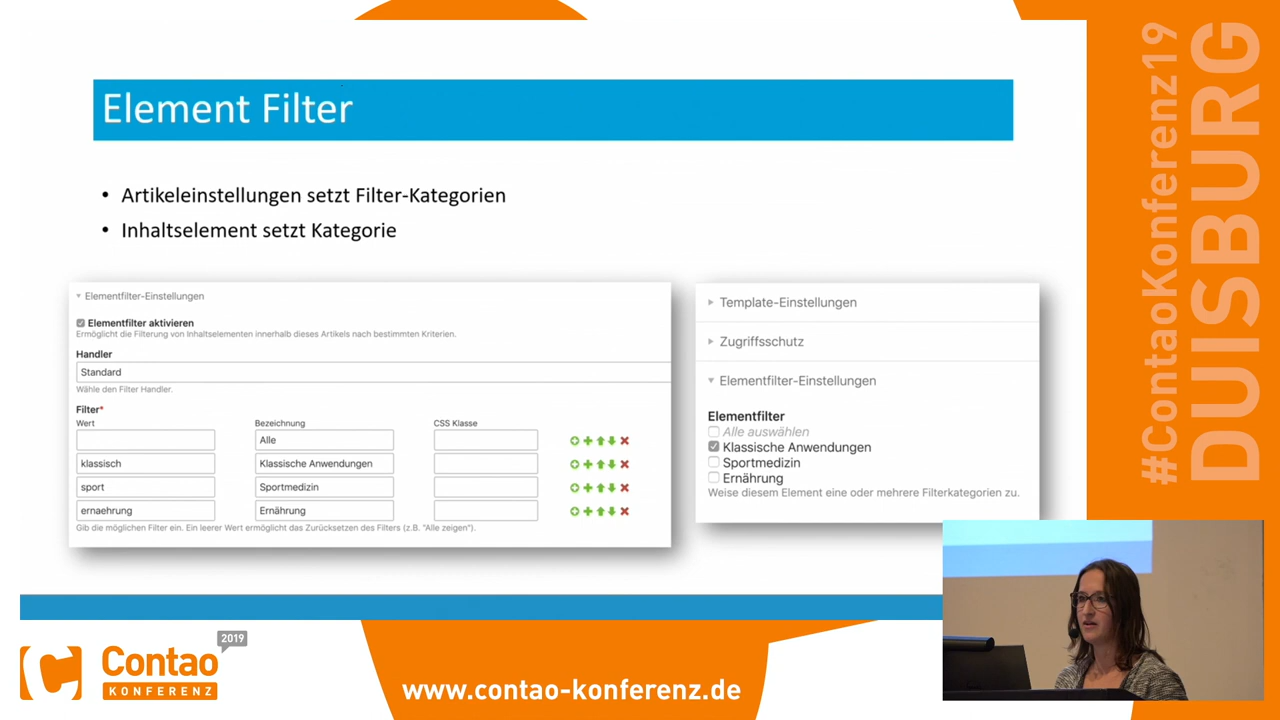 Element Filter
• Artikeleinstellungen setzt Filter-Kategorien
• Inhaltselement setzt Kategorie
Elementfilter-Einstellungen
Elementfilter aktivieren
Ermöglicht die Filterung von Inhaltselementen innerhalb dieses Artikels nach bestimmten Kriterien.
Handler
Standard
Wähle den Filter Handler.
Filter*
Wert Bezeichnung CSS Klasse
Alle
klassisch Klassische Anwendungen
sport Sportmedizin
ernaehrung Ernährung
Gib die möglichen Filter ein. Ein leerer Wert ermöglicht das Zurücksetzen des Filters (z.B. "Alle zeigen").
Template-Einstellungen
Zugriffsschutz
Elementfilter-Einstellungen
Elementfilter
Alle auswählen
Klassische Anwendungen
Sportmedizin
Ernährung
Weise diesem Element eine oder mehrere Filterkategorien zu.
#ContaoKonferenz19
DUISBURG
2019
Contao
KONFERENZ
www.contao-konferenz.de